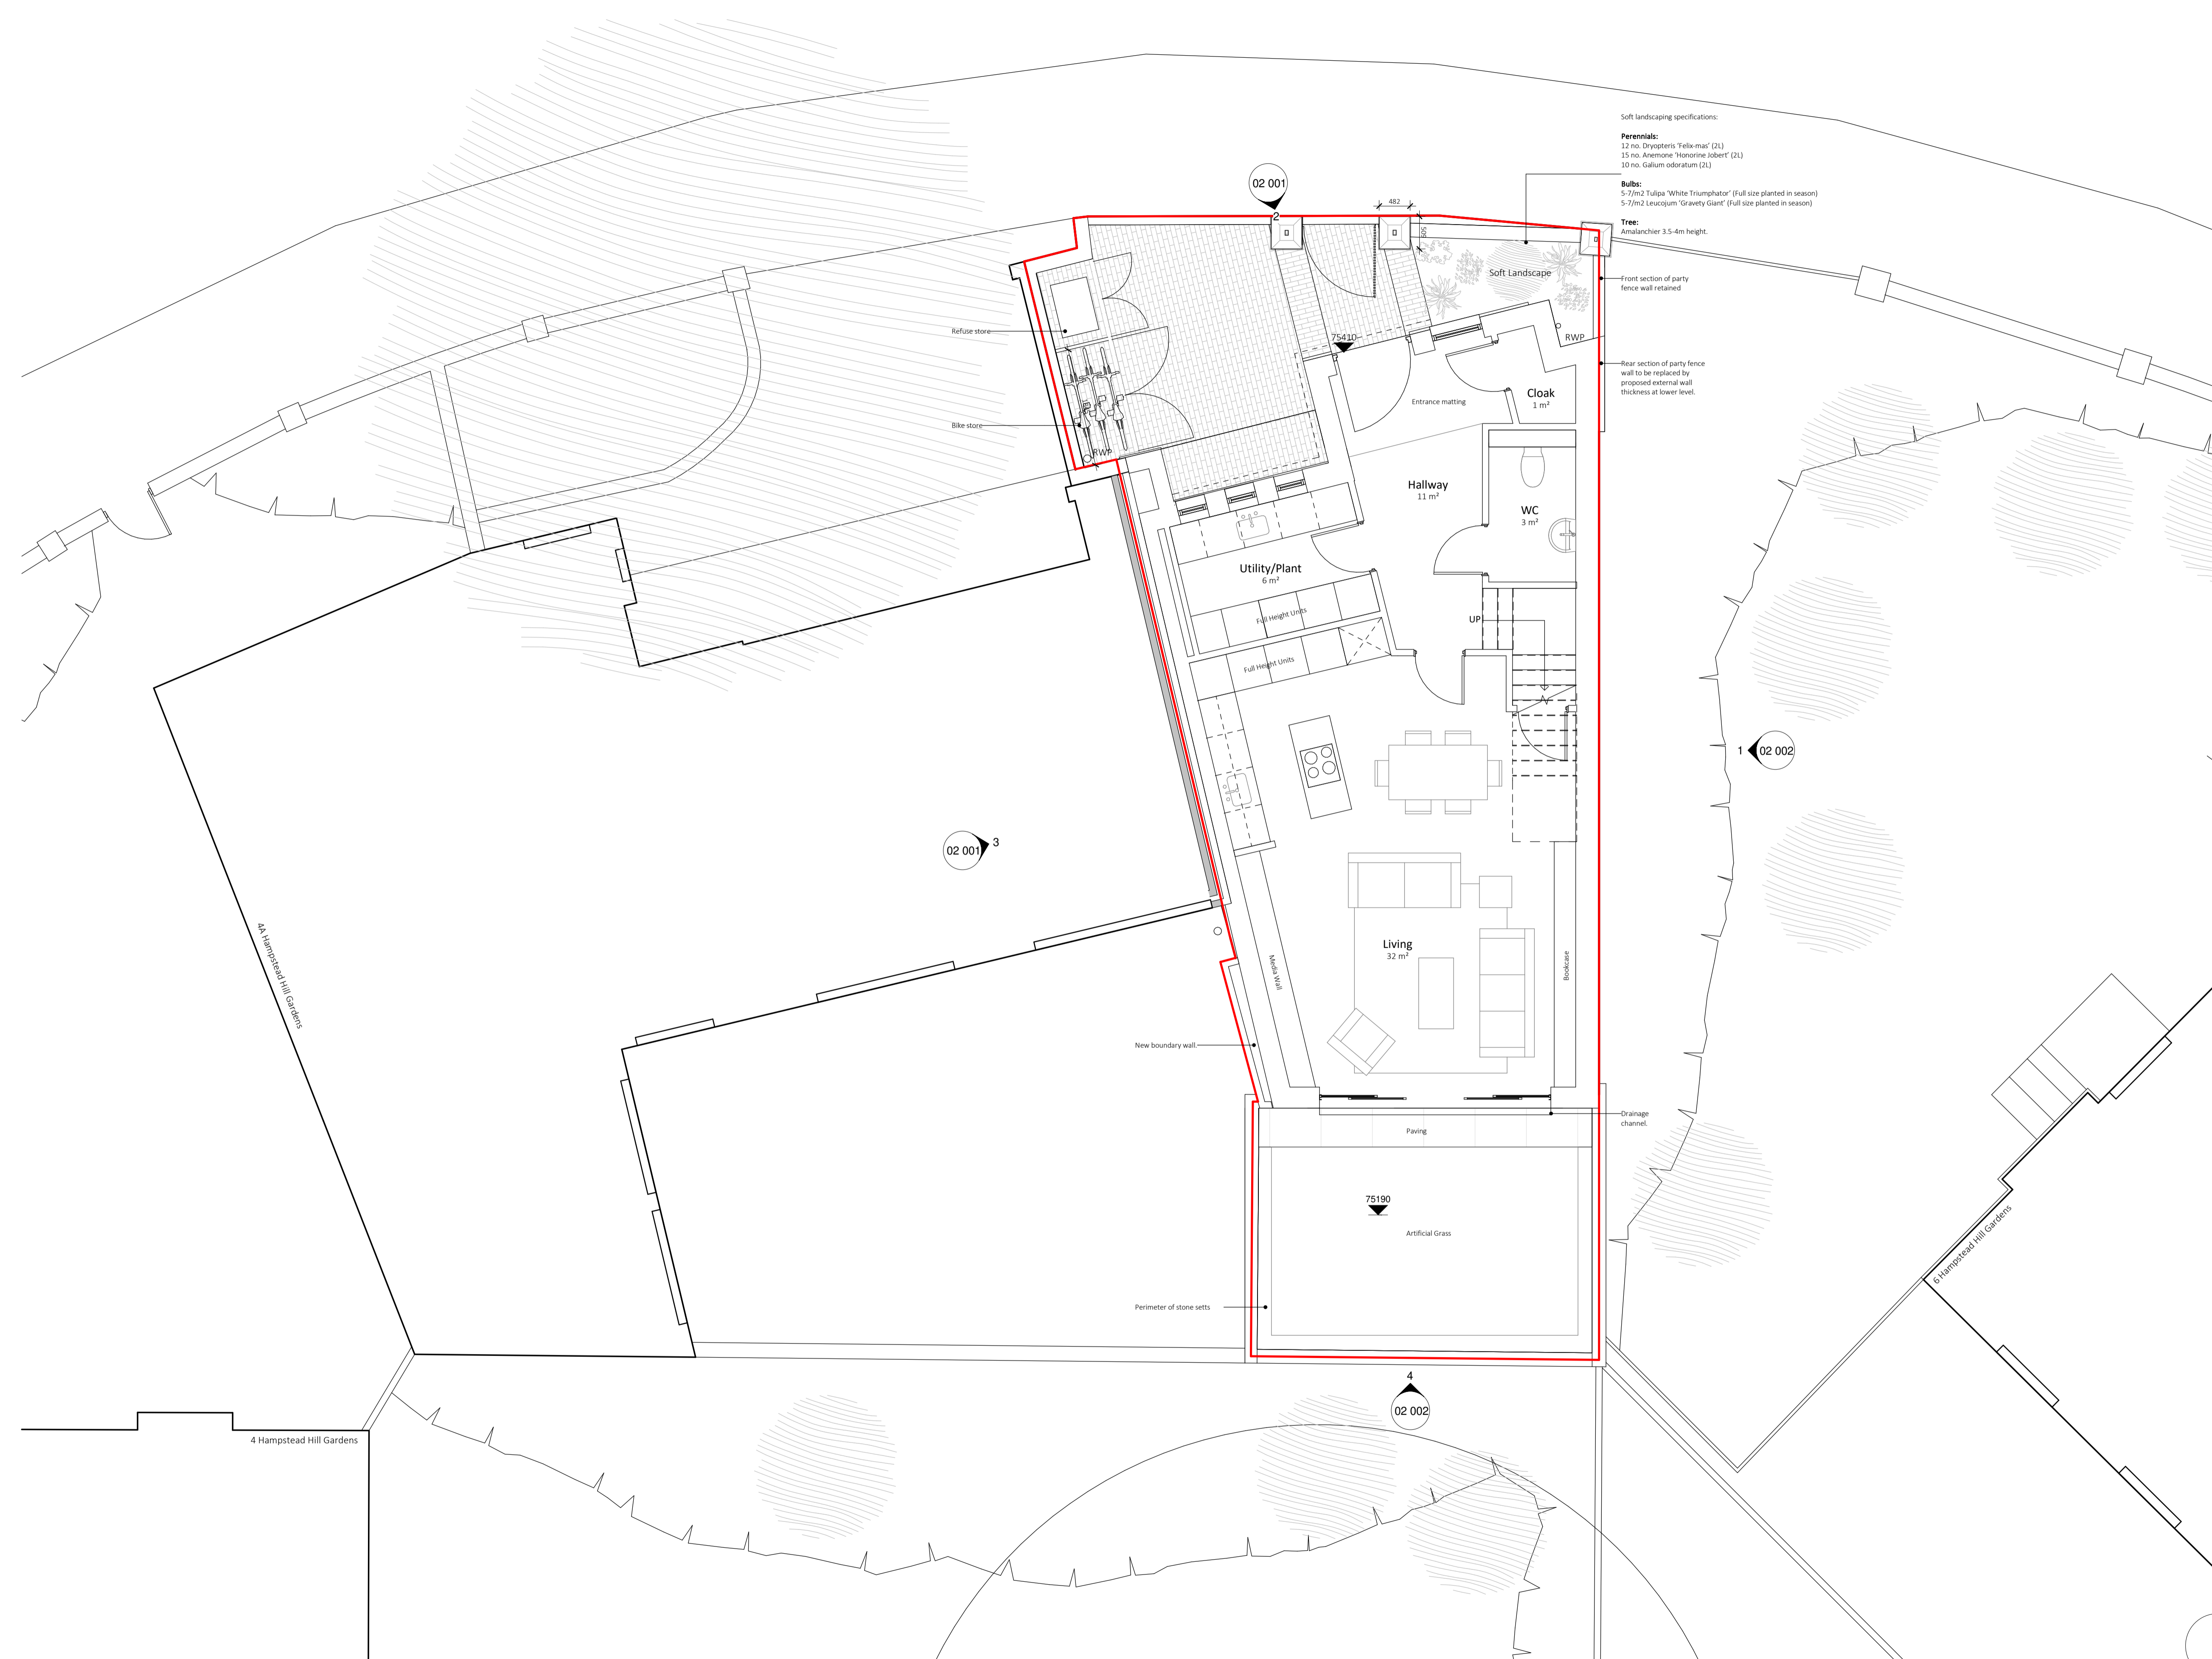 Soft landscaping specifications:
Perennials:
12 no. Dryopteris 'Felix-mas' (2L)
15 no. Anemone 'Honorine Jobert' (2L)
10 no. Galium odoratum (2L)
Bulbs:
5-7/m2 Tulipa 'White Triumphator' (Full size planted in season)
5-7/m2 Leucojum 'Gravety Giant' (Full size planted in season)
Tree:
Amalanchier 3.5-4m height.
02 001
2
482
509
Soft Landscape
Front section of party
fence wall retained
Refuse store
75410
RWP
Rear section of party fence
wall to be replaced by
proposed external wall
thickness at lower level.
Cloak
1 m²
Entrance matting
Bike store
RWP
Hallway
11 m²
WC
3 m²
Utility/Plant
6 m²
Full Height Units
UP
Full Height Units
1
02 002
02 001
3
4A Hampstead Hill Gardens
Living
32 m²
Media Wall
Bookcase
New boundary wall.
Drainage
channel.
Paving
75190
Artificial Grass
6 Hampstead Hill Gardens
Perimeter of stone setts
4
02 002
4 Hampstead Hill Gardens